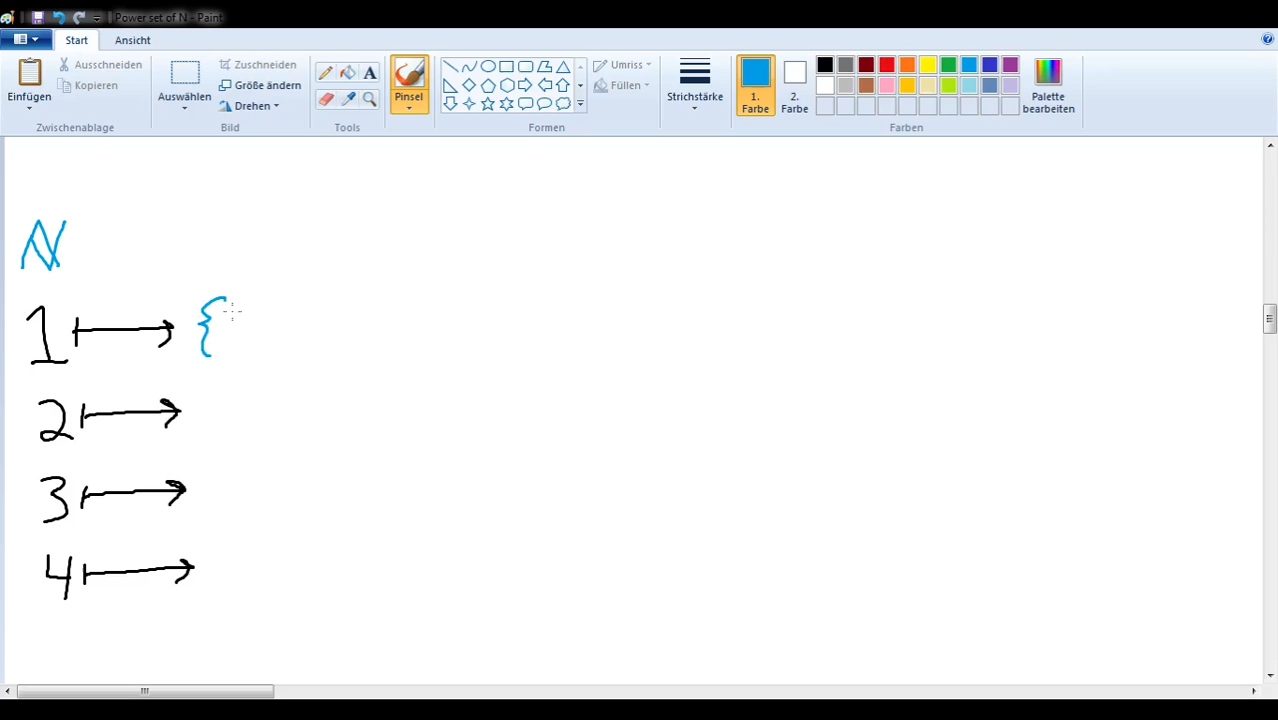 Power set of N - Paint
Start Ansicht
Einfügen Ausschneiden Kopieren Zwischenablage
Auswählen Zuschneiden Größe ändern Drehen Bild
A Tools
Pinsel
Umriss Füllen Formen
Strichstärke
1. Farbe 2. Farbe Palette bearbeiten Farben
ℕ
1 ↦ {
2 ↦
3 ↦
4 ↦